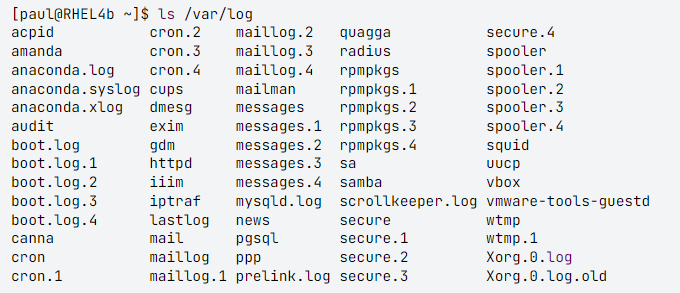 [paul@RHEL4b ~]$ ls /var/log
acpid cron.2 maillog.2 quagga secure.4
amanda cron.3 maillog.3 radius spooler
anaconda.log cron.4 maillog.4 rpmpkgs spooler.1
anaconda.syslog cups mailman rpmpkgs.1 spooler.2
anaconda.xlog dmesg messages rpmpkgs.2 spooler.3
audit exim messages.1 rpmpkgs.3 spooler.4
boot.log gdm messages.2 rpmpkgs.4 squid
boot.log.1 httpd messages.3 sa uucp
boot.log.2 iiim messages.4 samba vbox
boot.log.3 iptraf mysqld.log scrollkeeper.log vmware-tools-guestd
boot.log.4 lastlog news secure wtmp
canna mail pgsql secure.1 wtmp.1
cron maillog ppp secure.2 Xorg.0.log
cron.1 maillog.1 prelink.log secure.3 Xorg.0.log.old